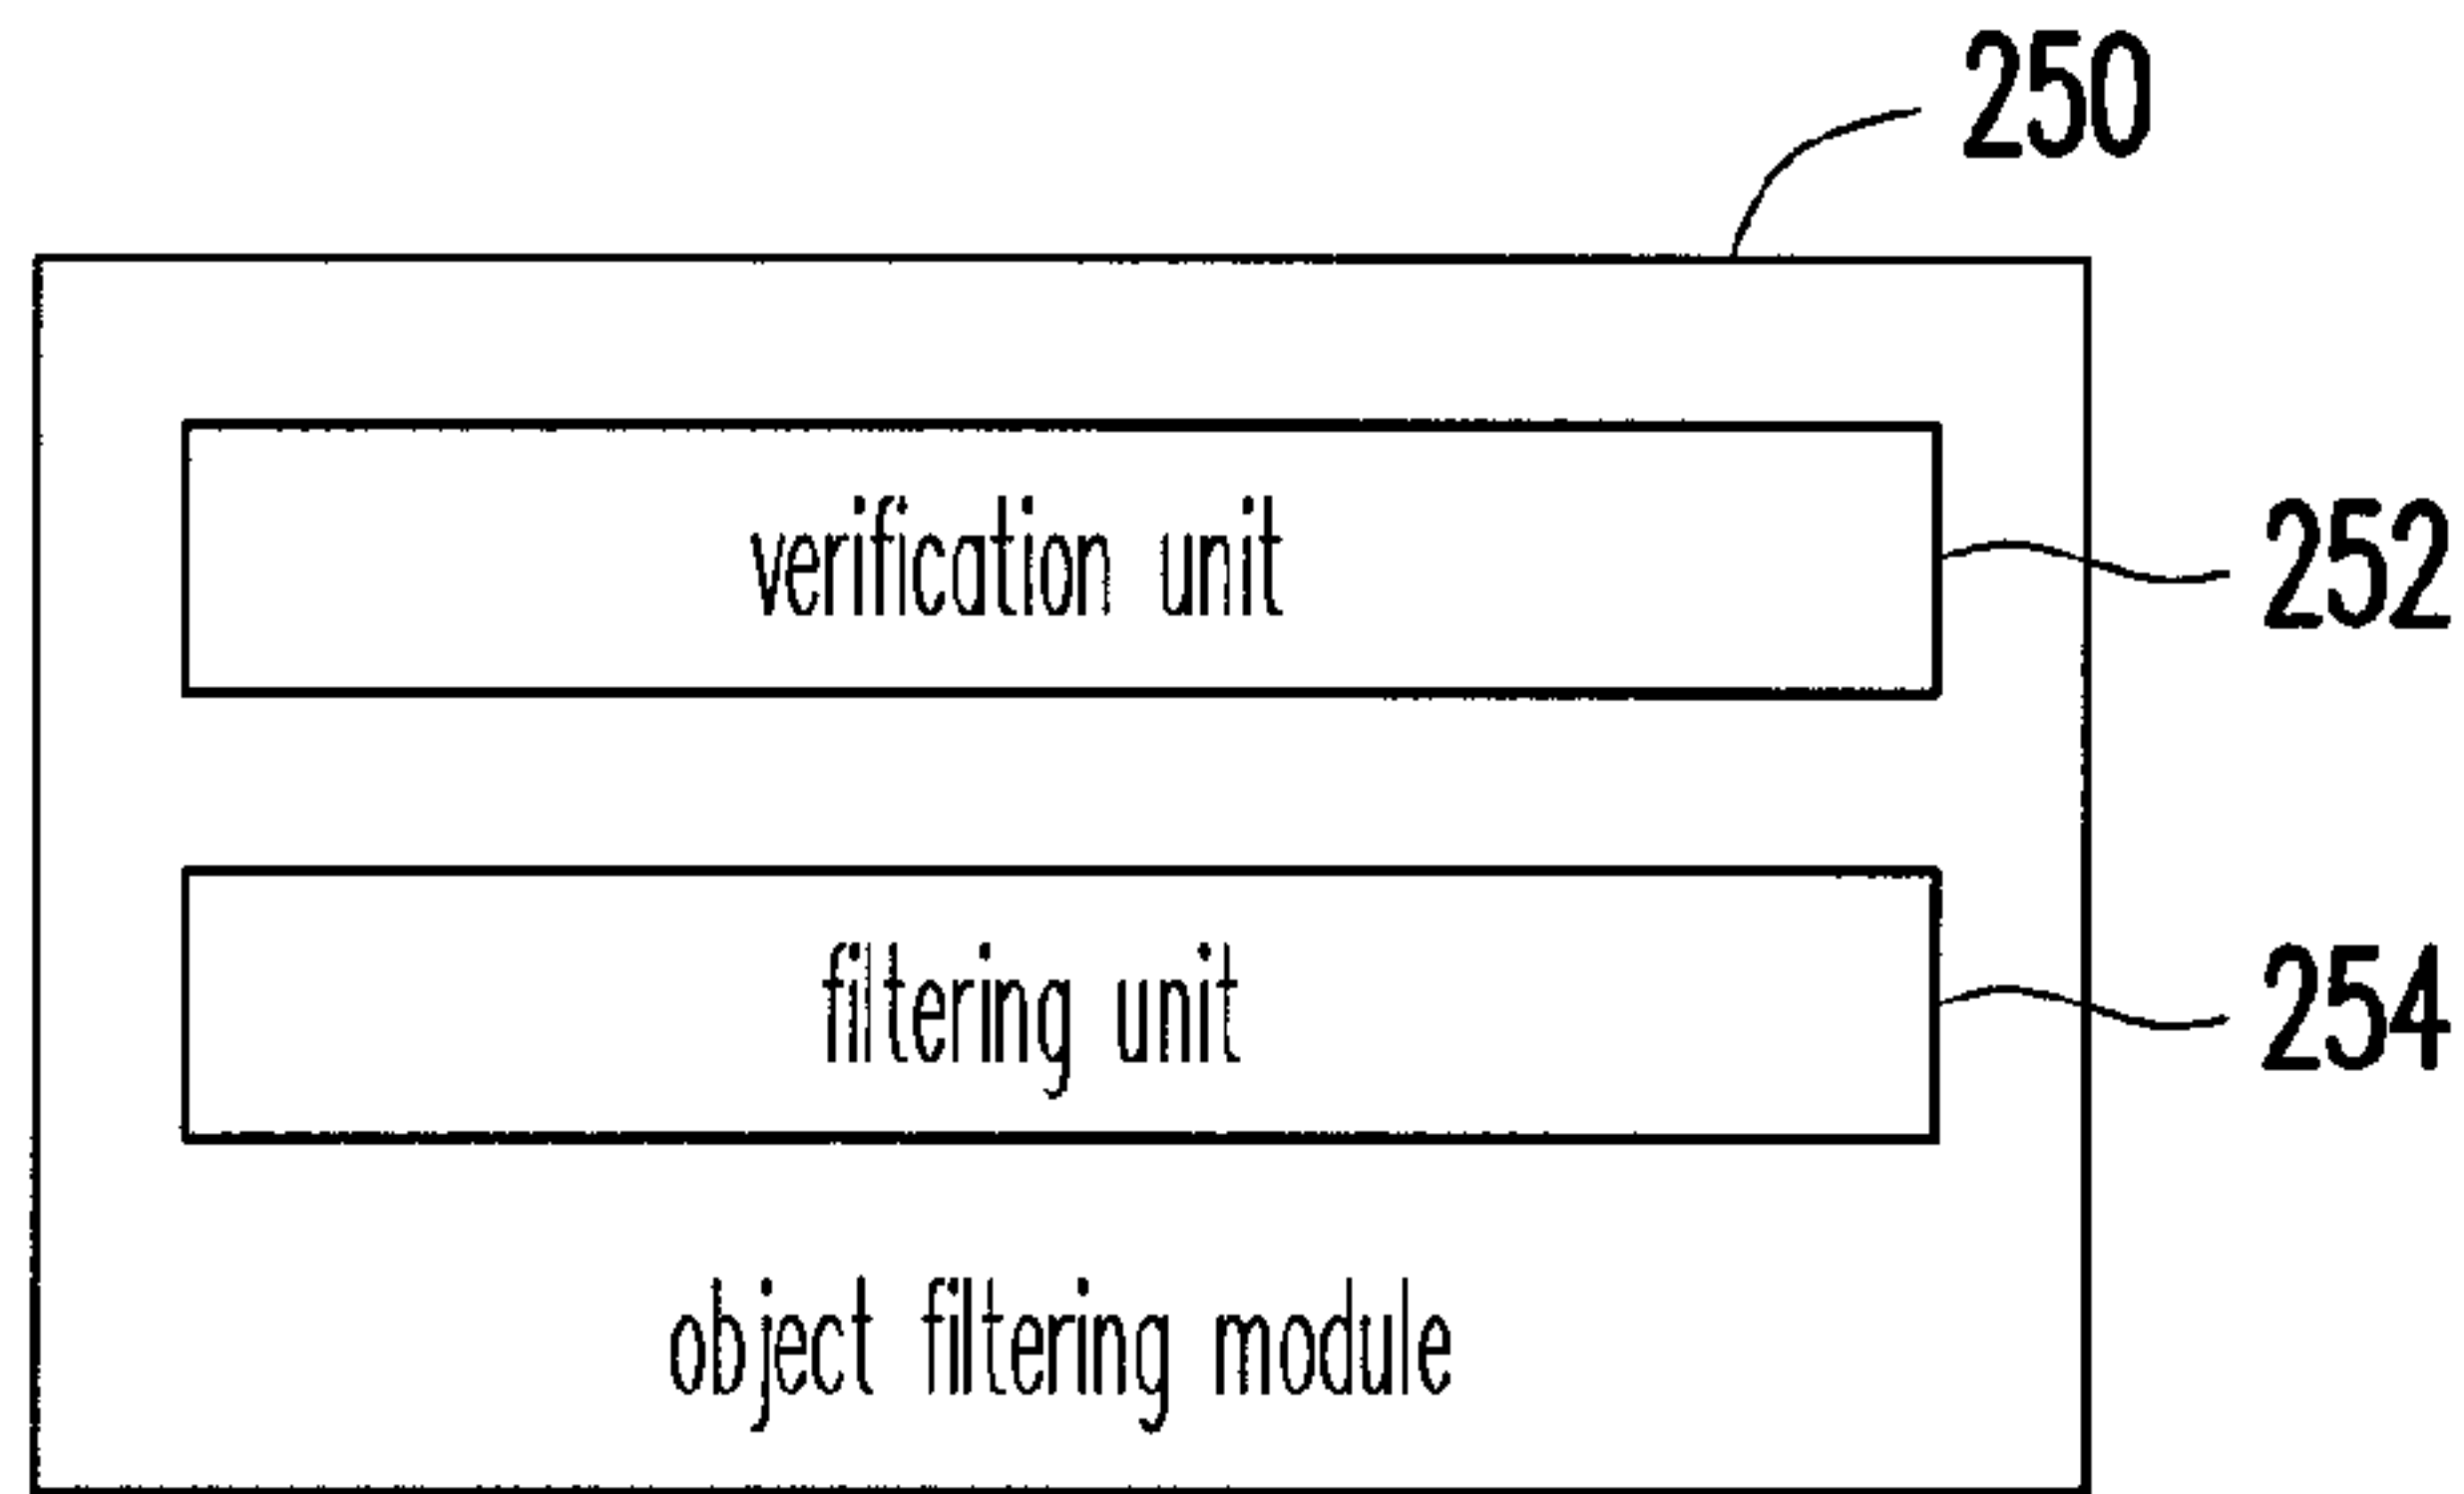 250
verification unit
252
filtering unit
254
object filtering module